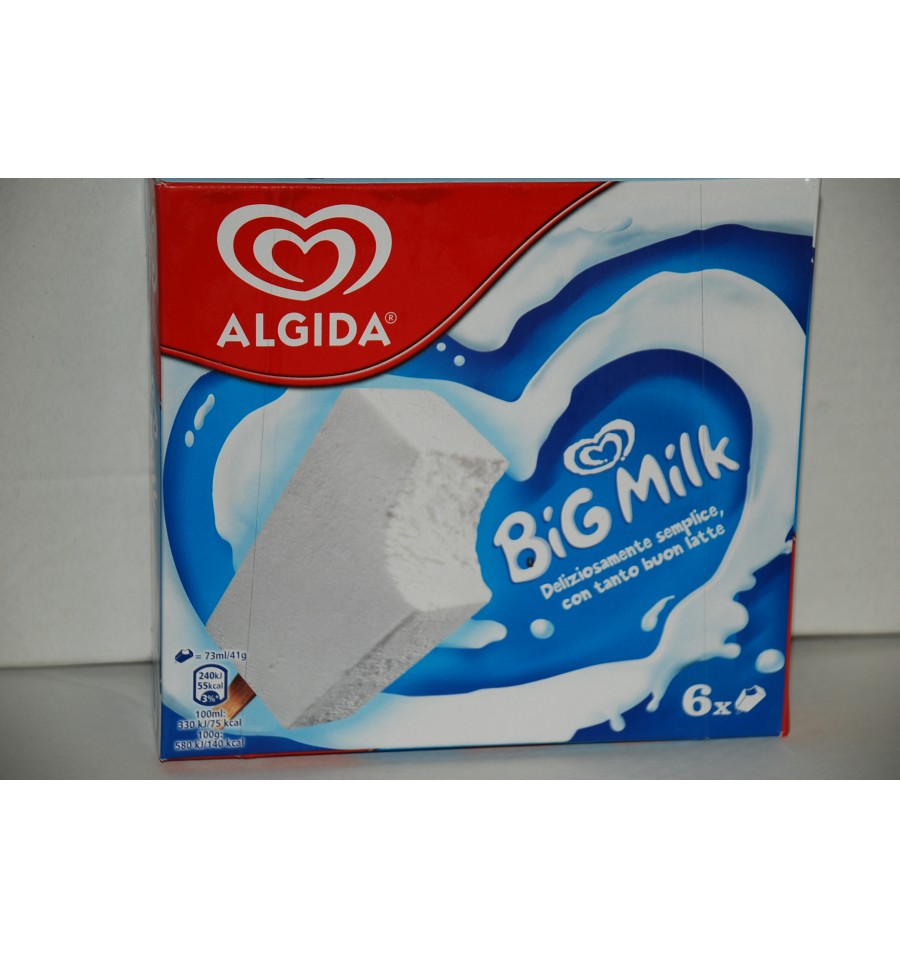 ALGIDA®
BiG Milk
Deliziosamente semplice,
con tanto buon latte
= 73ml/41g
240kJ
55kcal
3%
100ml:
330 kJ/75 kcal
100g:
580 kJ/140 kcal
6x